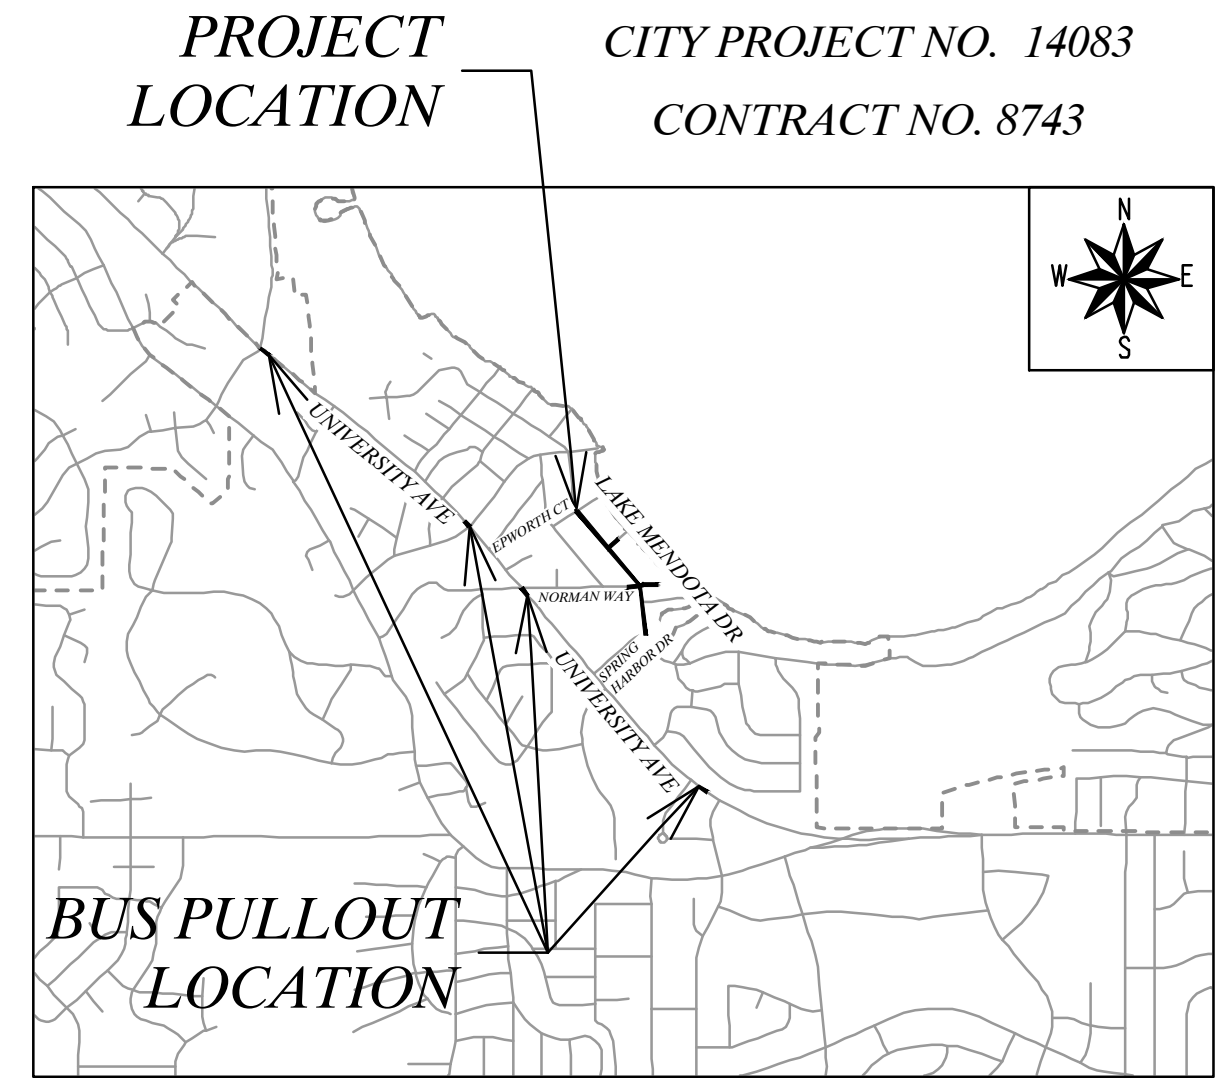 PROJECT
LOCATION
CITY PROJECT NO. 14083
CONTRACT NO. 8743
N
W
E
S
UNIVERSITY AVE
EPWORTH CT
LAKE MENDOTA DR
NORMAN WAY
SPRING
HARBOR DR
UNIVERSITY AVE
BUS PULLOUT
LOCATION